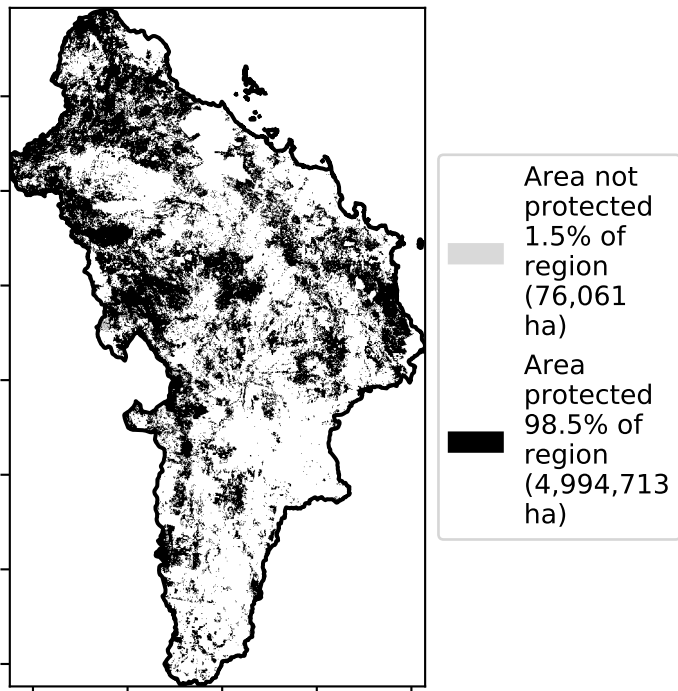 Area not
protected
1.5% of
region
(76,061
ha)
Area
protected
98.5% of
region
(4,994,713
ha)